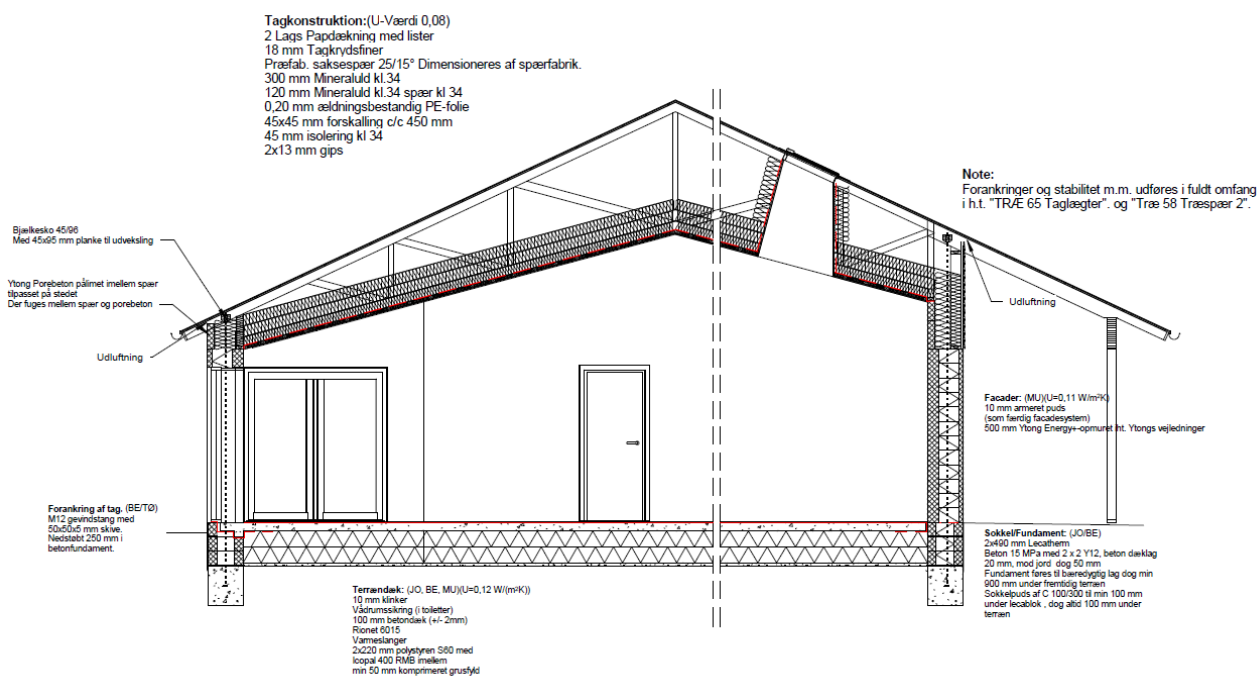 Tagkonstruktion:(U-Værdi 0,08)
2 Lags Papdækning med lister
18 mm Tagkrydsfiner
Præfab. saksespær 25/15° Dimensioneres af spærfabrik.
300 mm Mineraluld kl.34
120 mm Mineraluld kl.34 spær kl 34
0,20 mm ældningsbestandig PE-folie
45x45 mm forskalling c/c 450 mm
45 mm isolering kl 34
2x13 mm gips
Note:
Forankringer og stabilitet m.m. udføres i fuldt omfang
i h.t. "TRÆ 65 Taglægter". og "Træ 58 Træspær 2".
Bjælkesko 45/96
Med 45x95 mm planke til udveksling
Ytong Porebeton pålimet imellem spær
tilpasset på stedet
Der fuges mellem spær og porebeton
Udluftning
Udluftning
Facader: (MU)(U=0,11 W/m²K)
10 mm armeret puds
(som færdig facadesystem)
500 mm Ytong Energy+-opmuret iht. Ytongs vejledninger
Forankring af tag. (BE/TØ)
M12 gevindstang med
50x50x5 mm skive.
Nedstøbt 250 mm i
betonfundament.
Sokkel/Fundament: (JO/BE)
2x490 mm Lecatherm
Beton 15 MPa med 2 x 2 Y12, beton dæklag
20 mm, mod jord dog 50 mm
Fundament føres til bæredygtig lag dog min
900 mm under fremtidig terræn
Sokkelpuds af C 100/300 til min 100 mm
under lecablok , dog altid 100 mm under
terræn
Terrændæk: (JO, BE, MU)(U=0,12 W/(m²K))
10 mm klinker
Vådrumssikring (i toiletter)
100 mm betondæk (+/- 2mm)
Rionet 6015
Varmeslanger
2x220 mm polystyren S60 med
Icopal 400 RMB imellem
min 50 mm komprimeret grusfyld